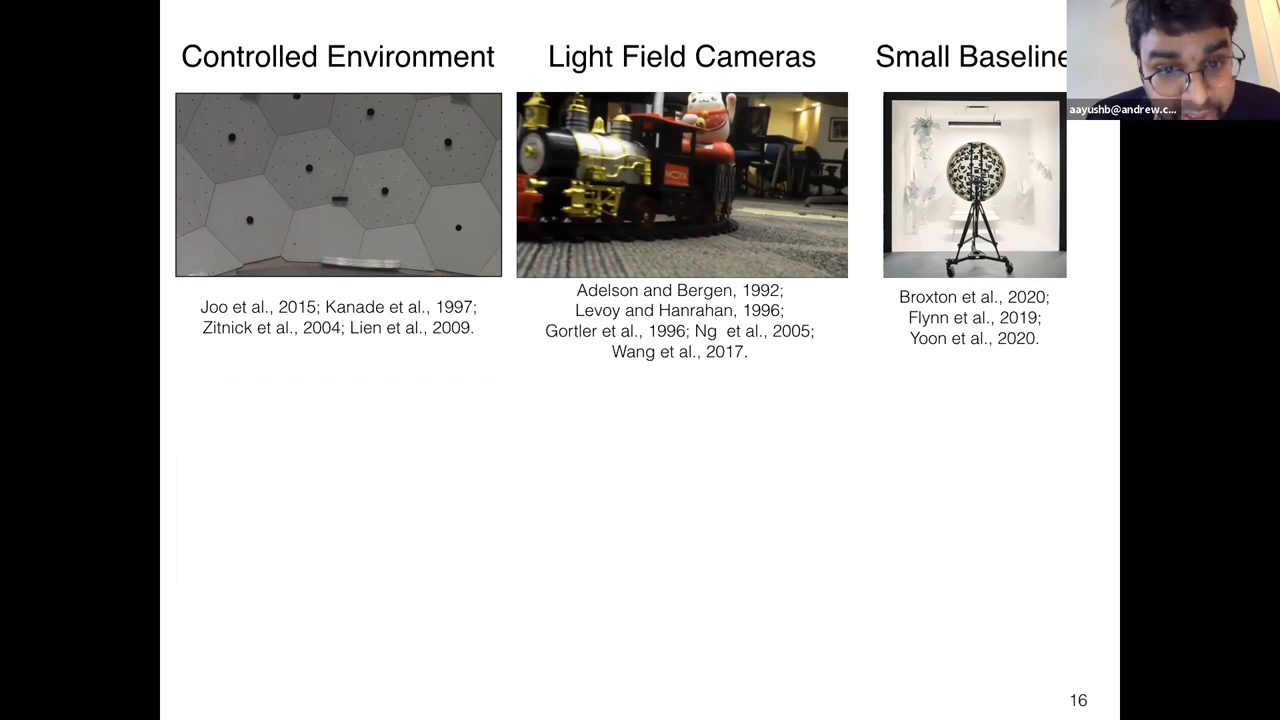 Controlled Environment
Light Field Cameras
Small Baseline
aayushb@andrew.c...
Joo et al., 2015; Kanade et al., 1997;
Zitnick et al., 2004; Lien et al., 2009.
Adelson and Bergen, 1992;
Levoy and Hanrahan, 1996;
Gortler et al., 1996; Ng et al., 2005;
Wang et al., 2017.
Broxton et al., 2020;
Flynn et al., 2019;
Yoon et al., 2020.
16